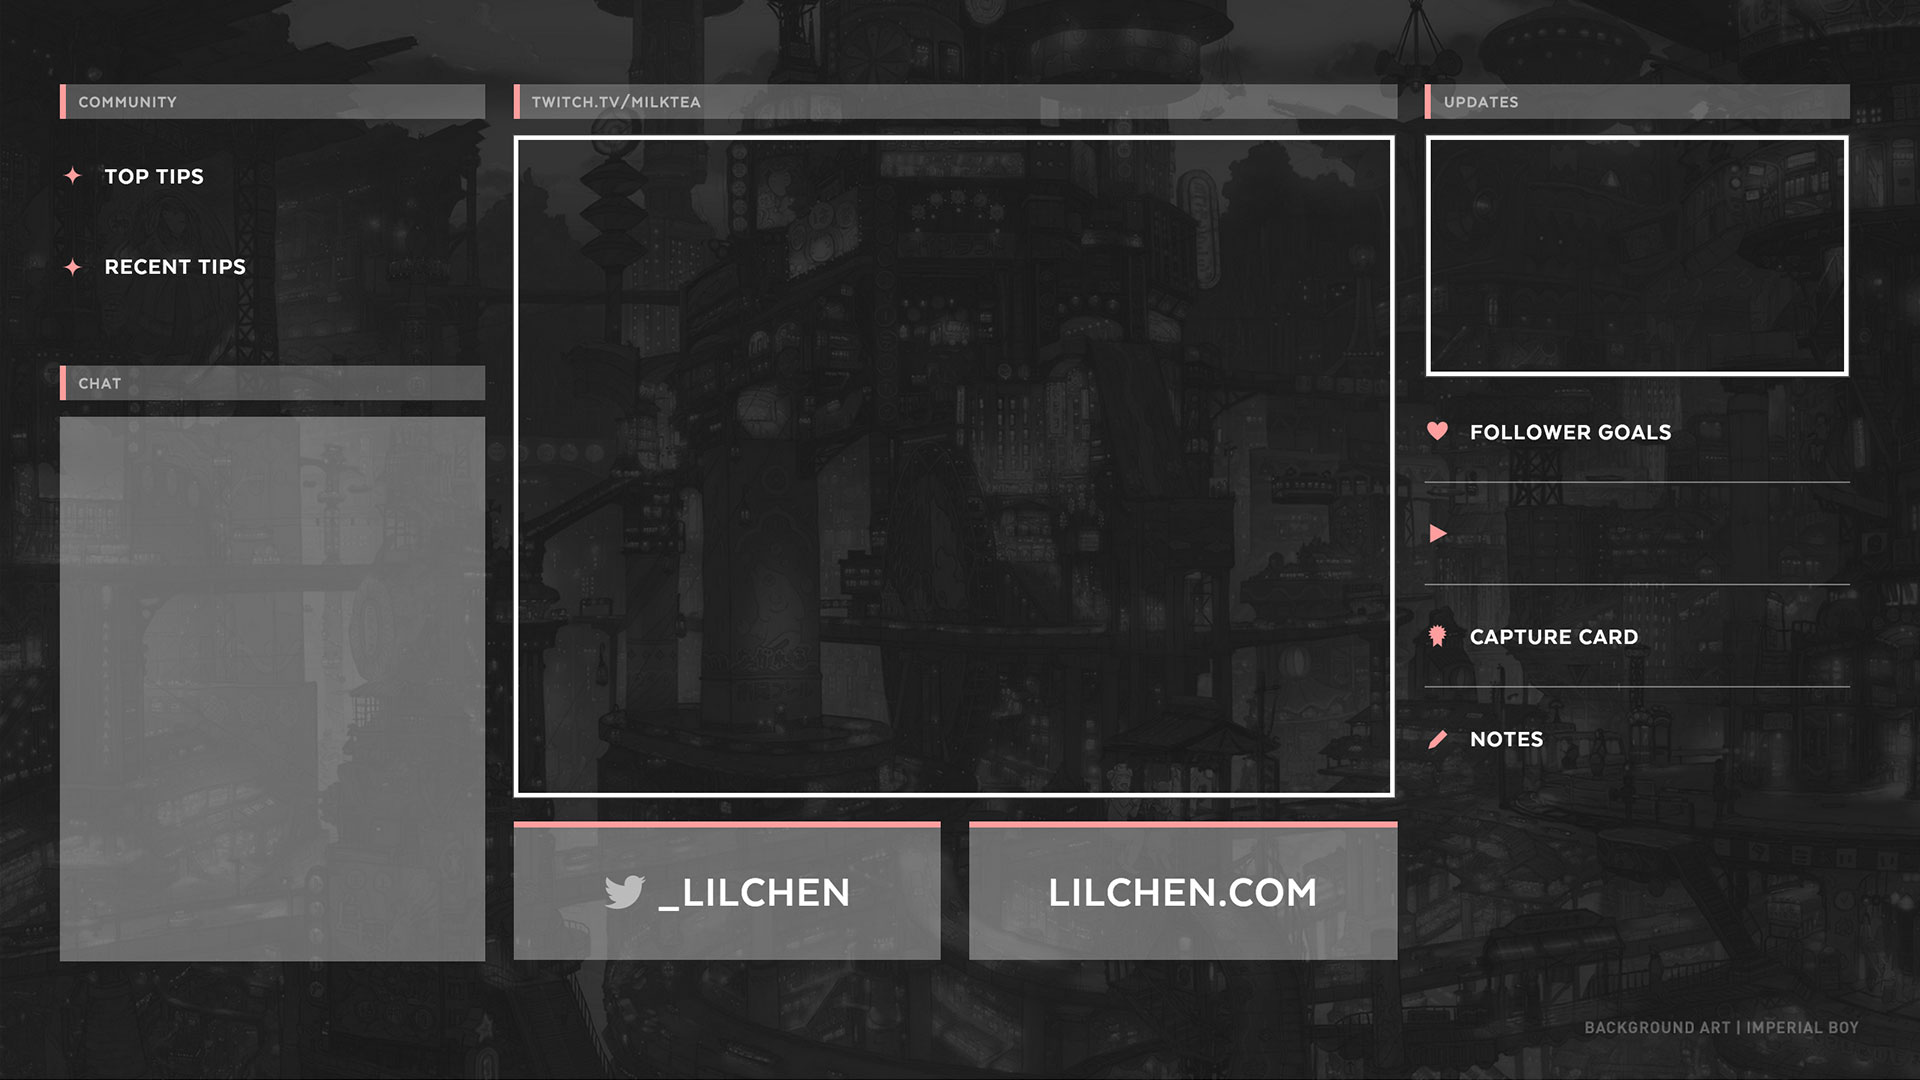 COMMUNITY
TOP TIPS
RECENT TIPS
CHAT
TWITCH.TV/MILKTEA
_LILCHEN
LILCHEN.COM
UPDATES
FOLLOWER GOALS
CAPTURE CARD
NOTES
BACKGROUND ART | IMPERIAL BOY